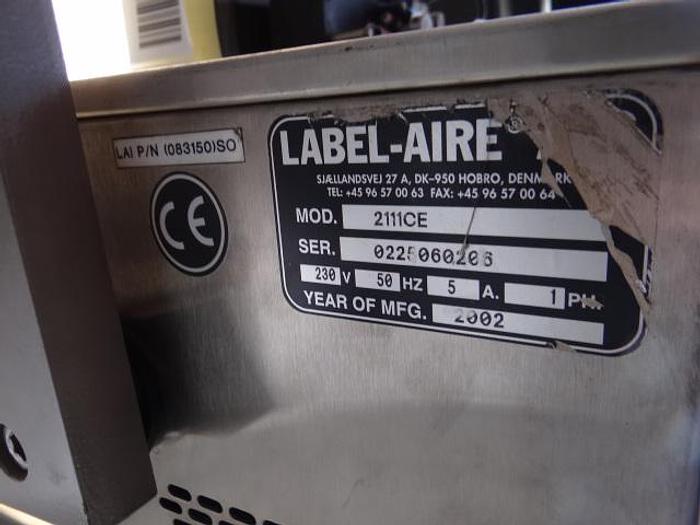 LAI P/N (083150)SO
CE
LABEL-AIRE
SJÆLLANDSVEJ 27 A, DK-950 HOBRO, DENMARK
TEL: +45 96 57 00 63 FAX: +45 96 57 00 64
MOD. 2111CE
SER. 0225060206
230 V 50 HZ 5 A. 1 PH.
YEAR OF MFG. 2002